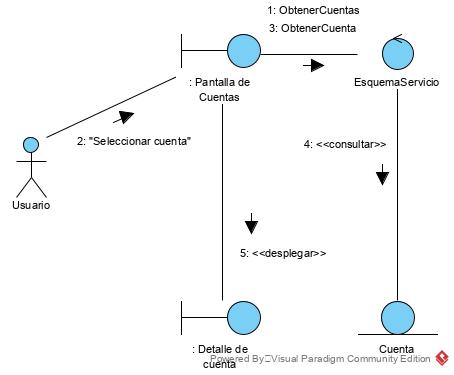 1: ObtenerCuentas
3: ObtenerCuenta
: Pantalla de
Cuentas
EsquemaServicio
2: "Seleccionar cuenta"
4: <<consultar>>
Usuario
5: <<desplegar>>
: Detalle de
cuenta
Cuenta
Powered By Visual Paradigm Community Edition